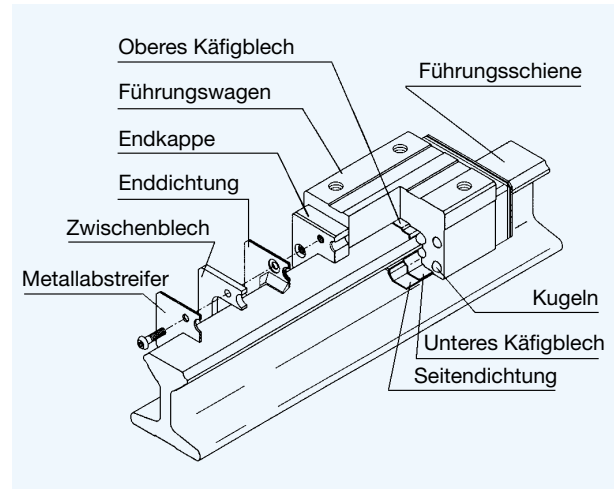 Oberes Käfigblech
Führungswagen
Endkappe
Enddichtung
Zwischenblech
Metallabstreifer
Führungsschiene
Kugeln
Unteres Käfigblech
Seitendichtung